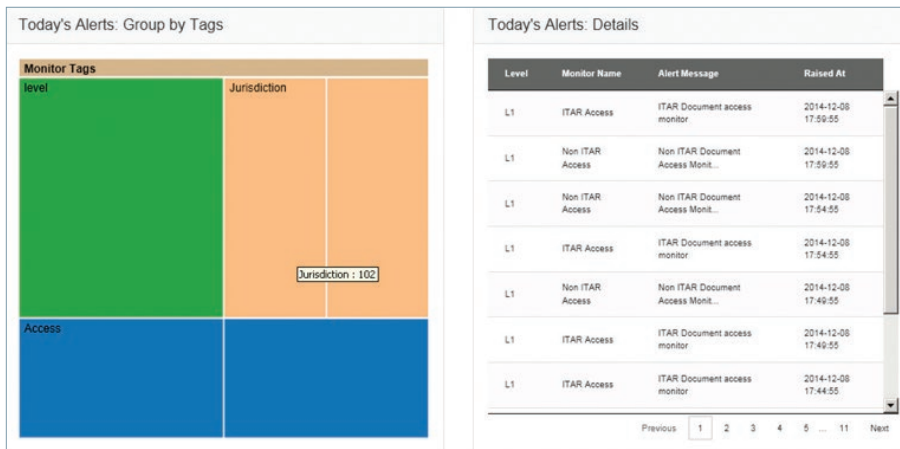 Today's Alerts: Group by Tags
Monitor Tags
level
Jurisdiction
Jurisdiction : 102
Access
Today's Alerts: Details
Level Monitor Name Alert Message Raised At
L1 ITAR Access ITAR Document access monitor 2014-12-08 17:59:55
L1 Non ITAR Access Non ITAR Document Access Monit... 2014-12-08 17:59:55
L1 Non ITAR Access Non ITAR Document Access Monit... 2014-12-08 17:54:55
L1 ITAR Access ITAR Document access monitor 2014-12-08 17:54:55
L1 Non ITAR Access Non ITAR Document Access Monit... 2014-12-08 17:49:55
L1 ITAR Access ITAR Document access monitor 2014-12-08 17:49:55
L1 ITAR Access ITAR Document access monitor 2014-12-08 17:44:55
Previous 1 2 3 4 5 ... 11 Next